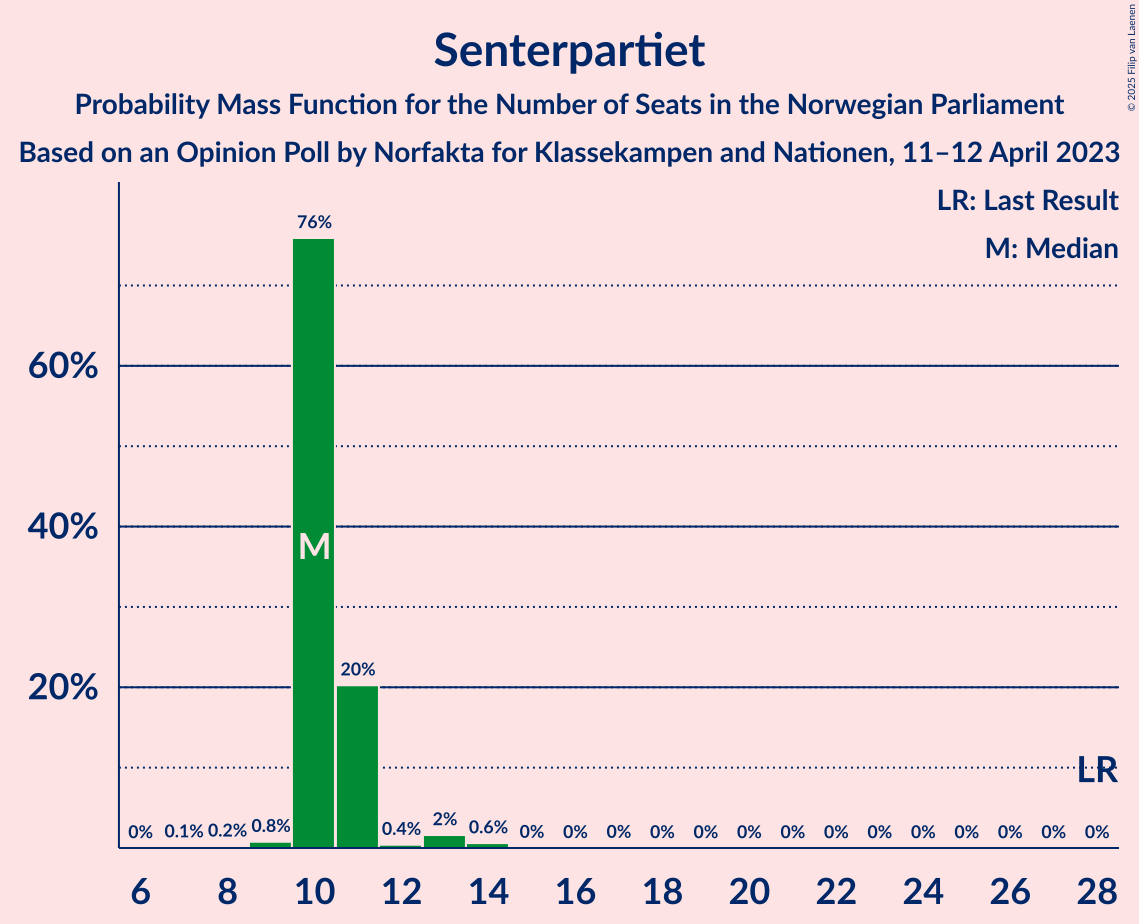 Senterpartiet
Probability Mass Function for the Number of Seats in the Norwegian Parliament
Based on an Opinion Poll by Norfakta for Klassekampen and Nationen, 11–12 April 2023
© 2025 Filip van Laenen
LR: Last Result
M: Median
76%
60%
40%
M
20%
20%
LR
0% 0.1% 0.2% 0.8% 0.4% 2% 0.6% 0% 0% 0% 0% 0% 0% 0% 0% 0% 0% 0% 0% 0% 0%
6 8 10 12 14 16 18 20 22 24 26 28